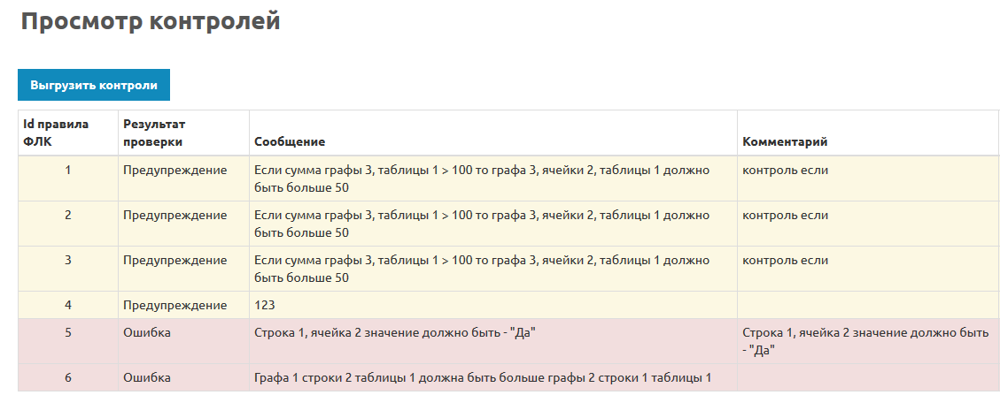 Просмотр контролей
Выгрузить контроли
Id правила
ФЛК
Результат
проверки
Сообщение
Комментарий
1
Предупреждение
Если сумма графы 3, таблицы 1 > 100 то графа 3, ячейки 2, таблицы 1 должно
быть больше 50
контроль если
2
Предупреждение
Если сумма графы 3, таблицы 1 > 100 то графа 3, ячейки 2, таблицы 1 должно
быть больше 50
контроль если
3
Предупреждение
Если сумма графы 3, таблицы 1 > 100 то графа 3, ячейки 2, таблицы 1 должно
быть больше 50
контроль если
4
Предупреждение
123
5
Ошибка
Строка 1, ячейка 2 значение должно быть - "Да"
Строка 1, ячейка 2 значение должно быть
- "Да"
6
Ошибка
Графа 1 строки 2 таблицы 1 должна быть больше графы 2 строки 1 таблицы 1